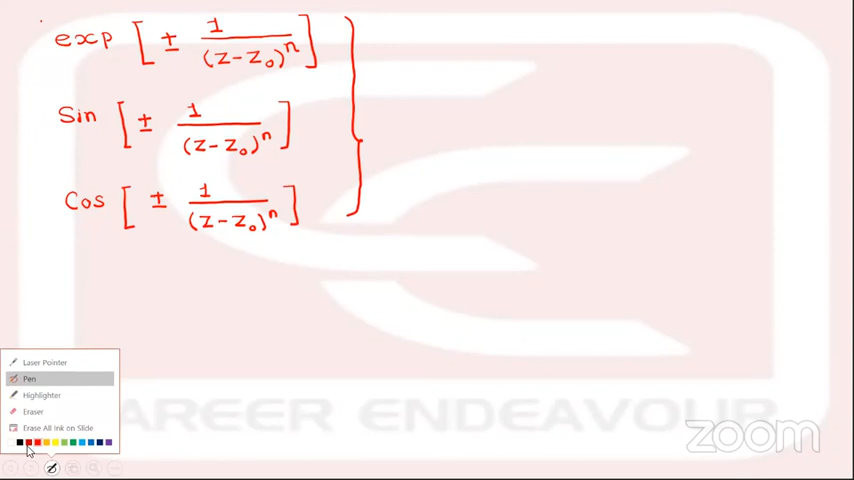 exp [ ± 1/(z-z₀)ⁿ ]
Sin [ ± 1/(z-z₀)ⁿ ]
Cos [ ± 1/(z-z₀)ⁿ ]
Laser Pointer
Pen
Highlighter
Eraser
Erase All Ink on Slide
AREER ENDEAVOUR
zoom